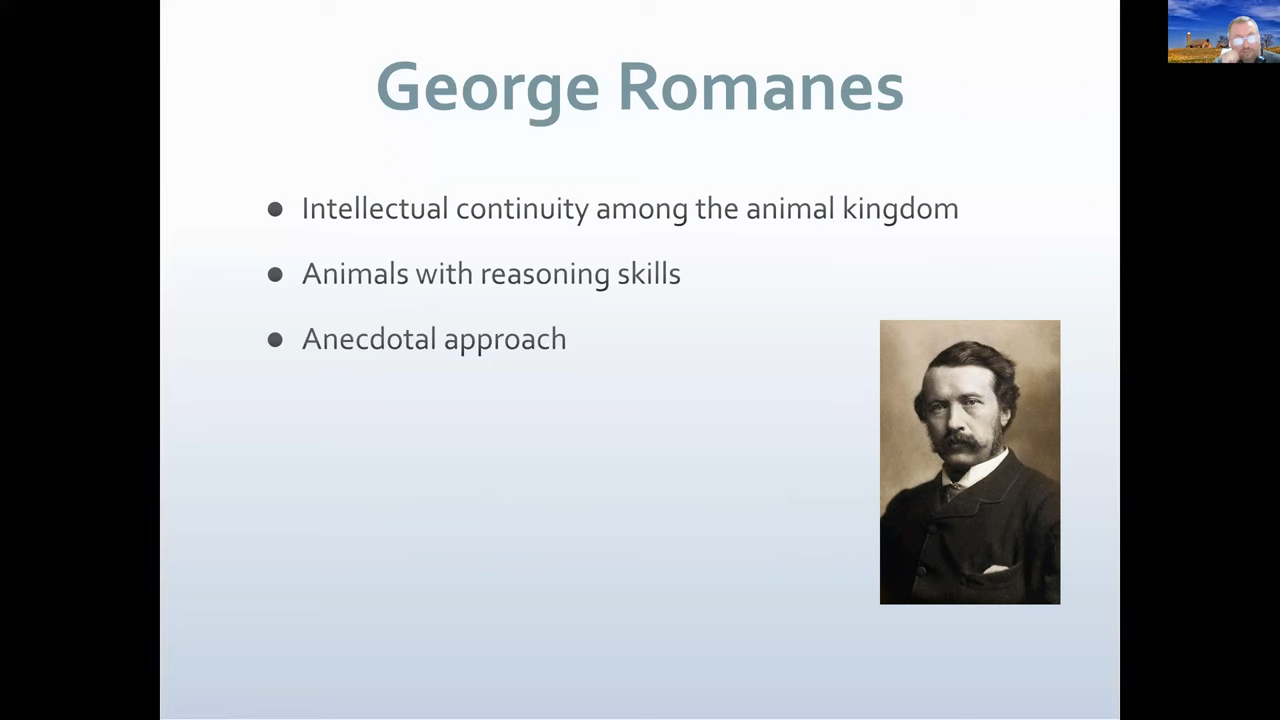 George Romanes
● Intellectual continuity among the animal kingdom
● Animals with reasoning skills
● Anecdotal approach